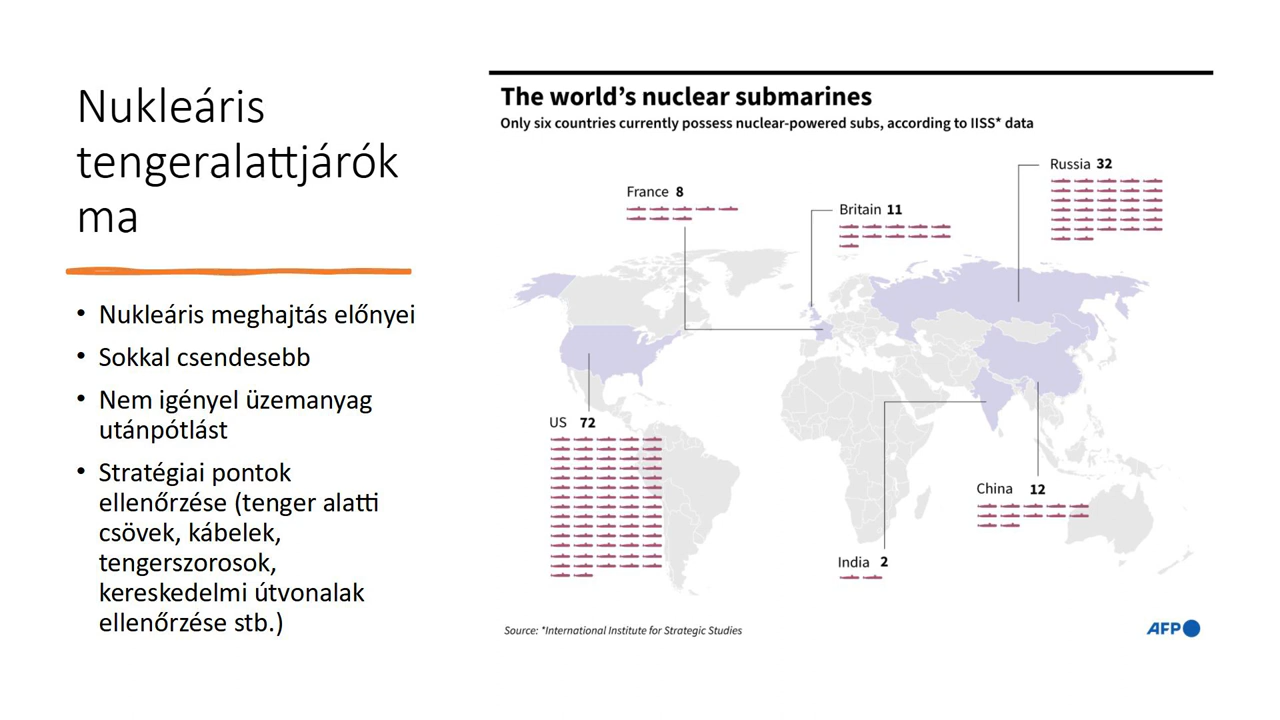 Nukleáris
tengeralattjárók
ma
• Nukleáris meghajtás előnyei
• Sokkal csendesebb
• Nem igényel üzemanyag
utánpótlást
• Stratégiai pontok
ellenőrzése (tenger alatti
csövek, kábelek,
tengerszorosok,
kereskedelmi útvonalak
ellenőrzése stb.)
The world's nuclear submarines
Only six countries currently possess nuclear-powered subs, according to IISS* data
Russia 32
France 8
Britain 11
US 72
China 12
India 2
Source: *International Institute for Strategic Studies
AFP